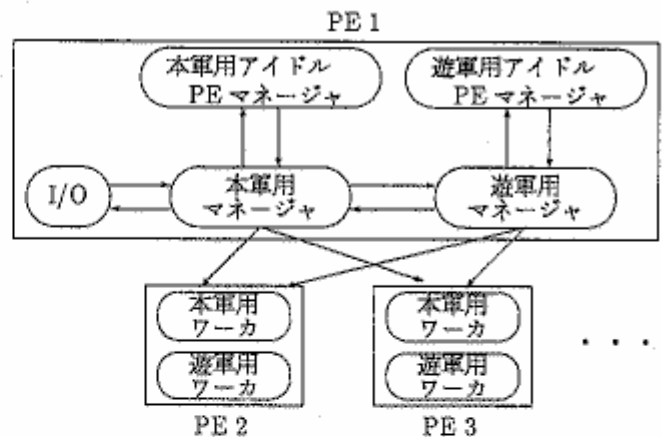 PE 1
本軍用アイドル
PE マネージャ
遊軍用アイドル
PE マネージャ
I/O
本軍用
マネージャ
遊軍用
マネージャ
本軍用
ワーカ
遊軍用
ワーカ
本軍用
ワーカ
遊軍用
ワーカ
. . .
PE 2
PE 3